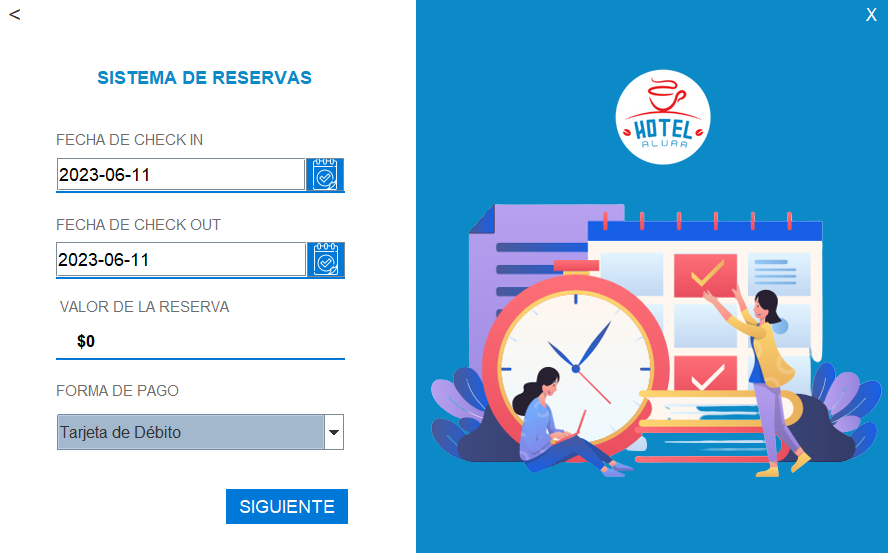 <
X
SISTEMA DE RESERVAS
FECHA DE CHECK IN
2023-06-11
FECHA DE CHECK OUT
2023-06-11
VALOR DE LA RESERVA
$0
FORMA DE PAGO
Tarjeta de Débito
SIGUIENTE
HOTEL
ALURA